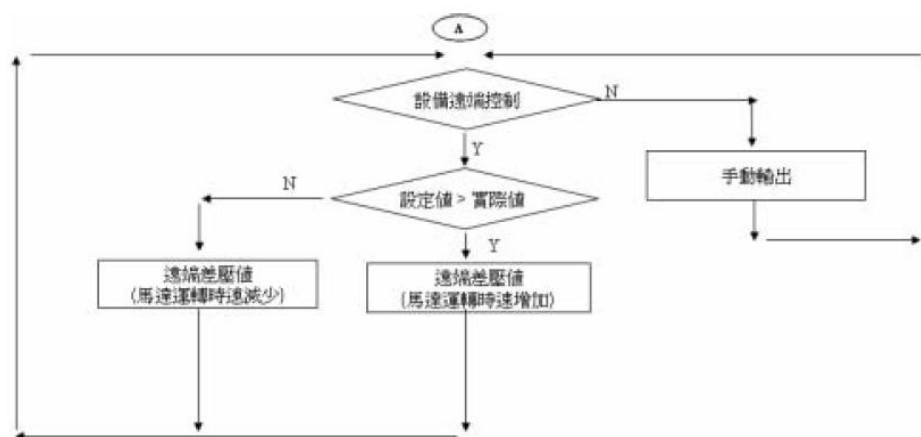 A
設備遠端控制
N
Y
手動輸出
N
設定值 > 實際值
Y
遠端差壓值
(馬達運轉時速減少)
遠端差壓值
(馬達運轉時速增加)